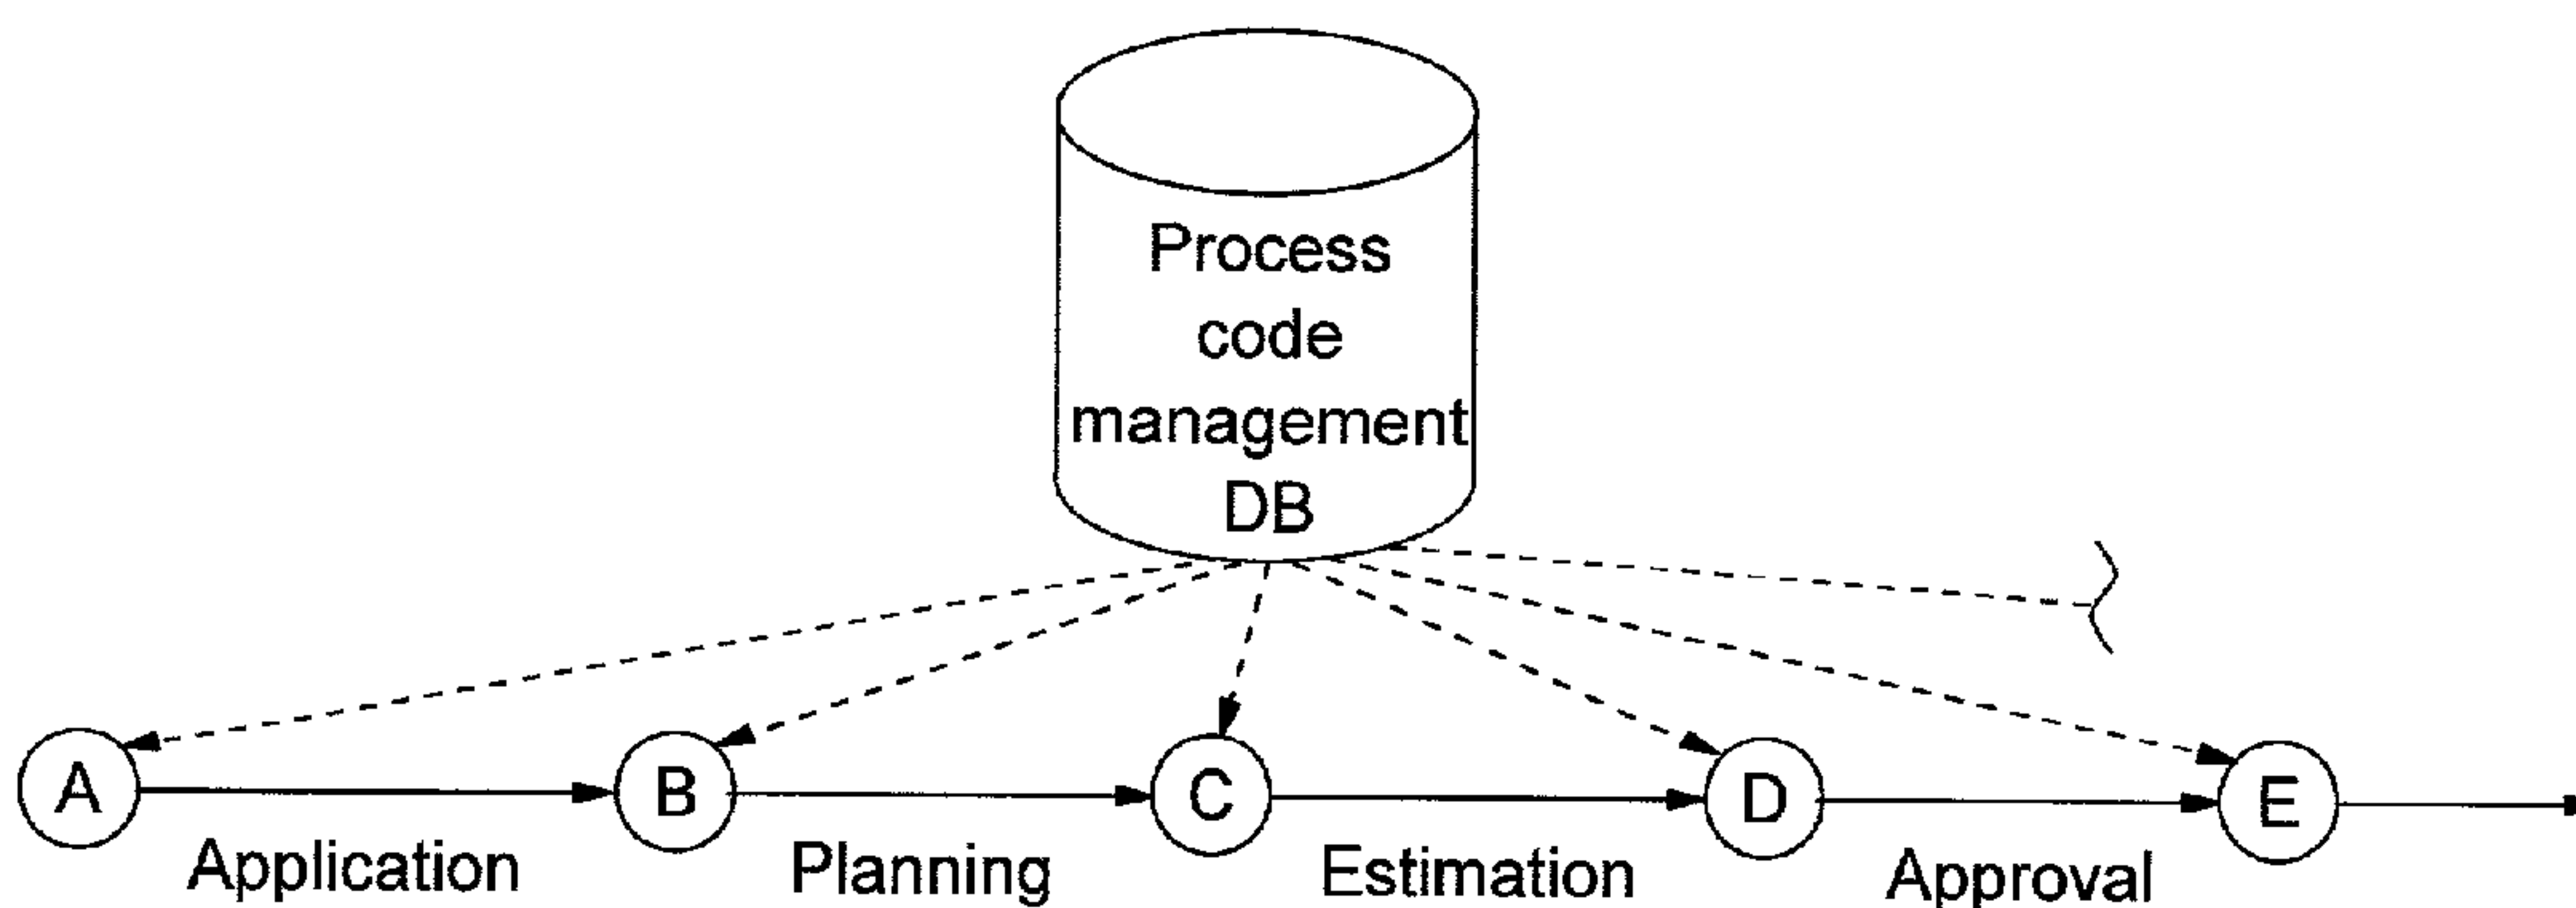 Process
code
management
DB
A
B
C
D
E
Application
Planning
Estimation
Approval